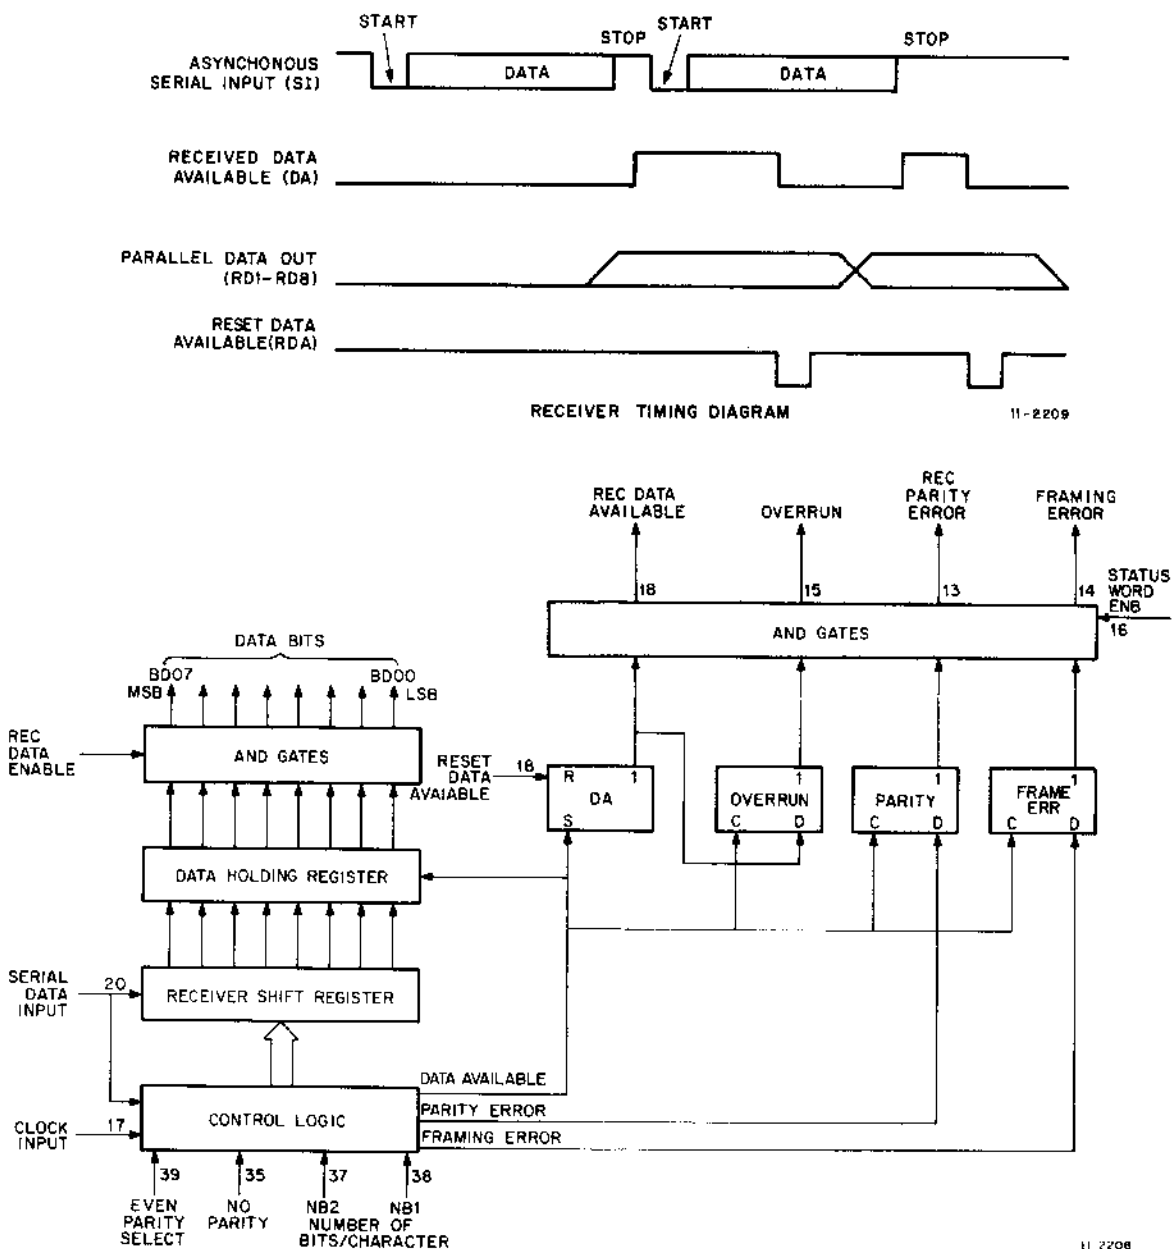 START
STOP
START
STOP
ASYNCHONOUS
SERIAL INPUT (SI)
DATA
DATA
RECEIVED DATA
AVAILABLE (DA)
PARALLEL DATA OUT
(RD1-RD8)
RESET DATA
AVAILABLE(RDA)
RECEIVER TIMING DIAGRAM
11-2209
REC DATA
AVAILABLE
OVERRUN
REC
PARITY
ERROR
FRAMING
ERROR
18
15
13
14
STATUS
WORD
ENB
16
AND GATES
DATA BITS
BD07
BD00
MSB
LSB
REC
DATA
ENABLE
AND GATES
RESET
DATA
AVAIABLE
18
R
1
DA
S
1
OVERRUN
C
D
1
PARITY
C
D
1
FRAME
ERR
C
D
DATA HOLDING REGISTER
SERIAL
DATA
INPUT
20
RECEIVER SHIFT REGISTER
DATA AVAILABLE
PARITY ERROR
FRAMING ERROR
CONTROL LOGIC
CLOCK
INPUT
17
39
35
37
38
EVEN
PARITY
SELECT
NO
PARITY
NB2
NB1
NUMBER OF
BITS/CHARACTER
11 2208